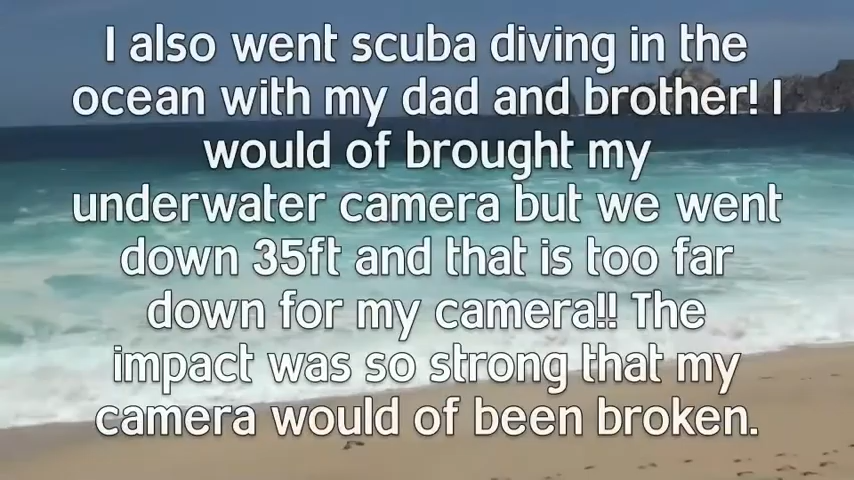 I also went scuba diving in the
ocean with my dad and brother! I
would of brought my
underwater camera but we went
down 35ft and that is too far
down for my camera!! The
impact was so strong that my
camera would of been broken.